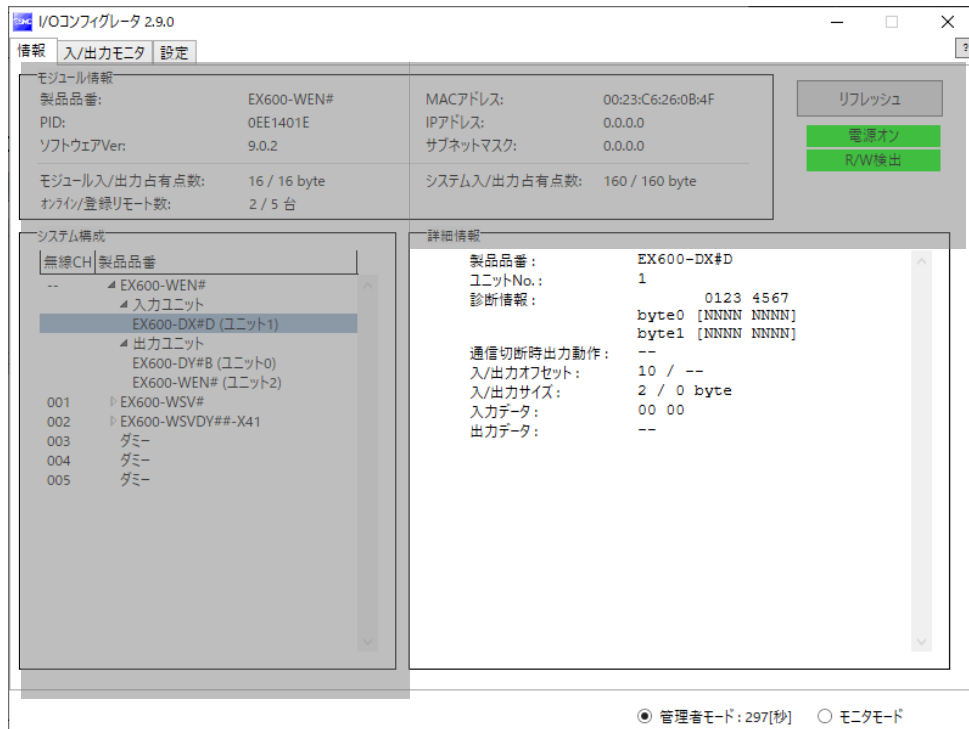 SMC I/Oコンフィグレータ 2.9.0
情報 入/出力モニタ 設定 ?
モジュール情報
製品品番: EX600-WEN# MACアドレス: 00:23:C6:26:0B:4F リフレッシュ
PID: 0EE1401E IPアドレス: 0.0.0.0
ソフトウェアVer: 9.0.2 サブネットマスク: 0.0.0.0 電源オン
R/W検出
モジュール入/出力占有点数: 16 / 16 byte システム入/出力占有点数: 160 / 160 byte
オンライン/登録リモート数: 2 / 5 台
システム構成
無線CH 製品品番
-- EX600-WEN#
入力ユニット
EX600-DX#D (ユニット1)
出力ユニット
EX600-DY#B (ユニット0)
EX600-WEN# (ユニット2)
001 EX600-WSV#
002 EX600-WSVDY##-X41
003 ダミー
004 ダミー
005 ダミー
詳細情報
製品品番: EX600-DX#D
ユニットNo.: 1
診断情報: 0123 4567
byte0 [NNNN NNNN]
byte1 [NNNN NNNN]
通信切断時出力動作: --
入/出力オフセット: 10 / --
入/出力サイズ: 2 / 0 byte
入力データ: 00 00
出力データ: --
管理者モード: 297[秒] モニタモード